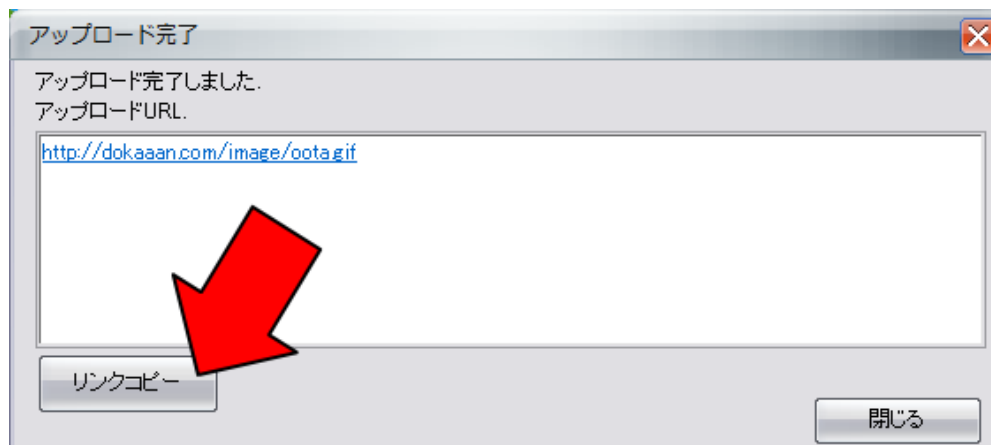 アップロード完了
アップロード完了しました.
アップロードURL.
http://dokaaan.com/image/oota.gif
リンクコピー
閉じる